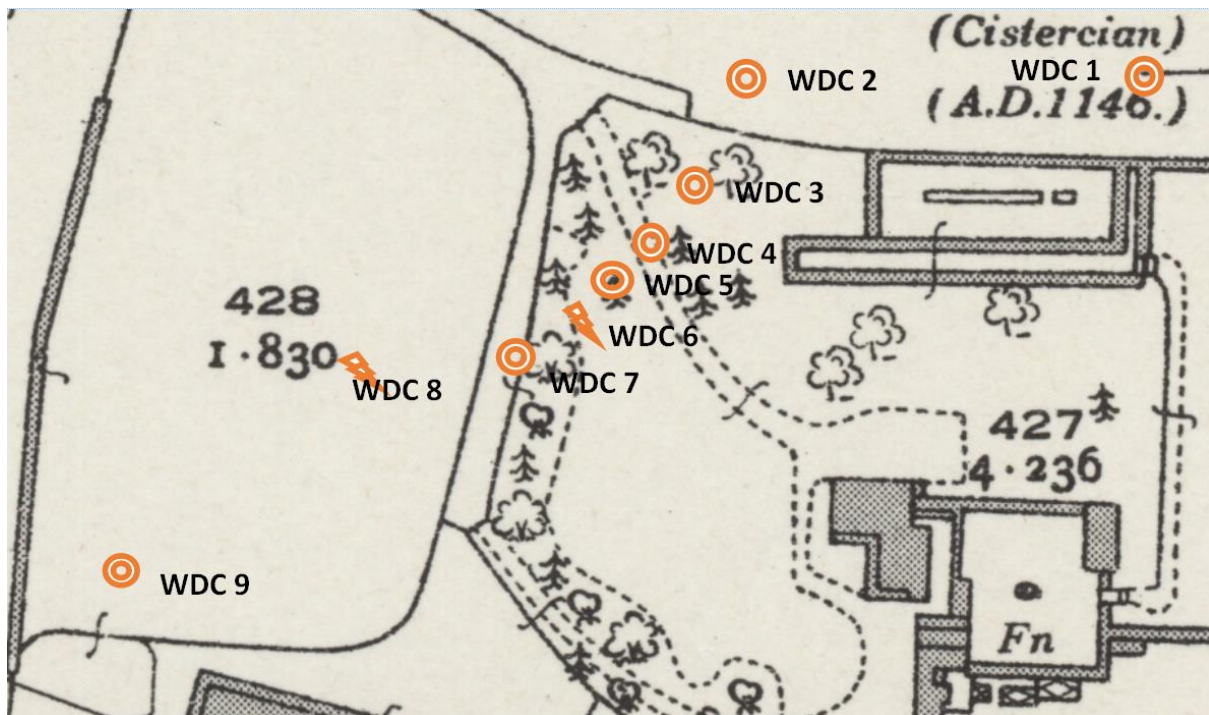 (Cistercian)
WDC 1
WDC 2
(A.D.1146.)
WDC 3
WDC 4
WDC 5
428
1·830
WDC 6
WDC 7
WDC 8
427
4·236
WDC 9
Fn